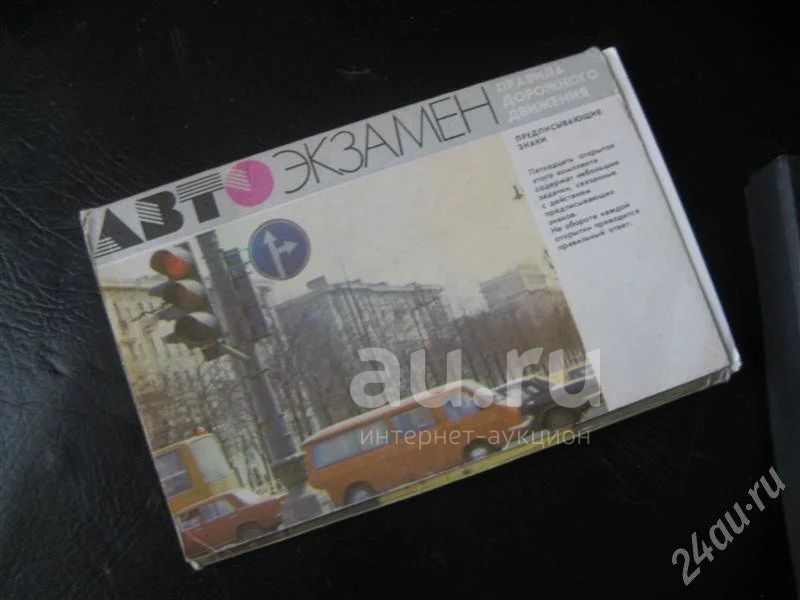 АВТОЭКЗАМЕН
ПРАВИЛА
ДОРОЖНОГО
ДВИЖЕНИЯ
ПРЕДПИСЫВАЮЩИЕ
ЗНАКИ
Пятнадцать открыток
этого комплекта
содержат небольшие
задачки, связанные
с действием
предписывающих
знаков.
На обороте каждой
открытки приводится
правильный ответ.
au.ru
интернет-аукцион
24au.ru